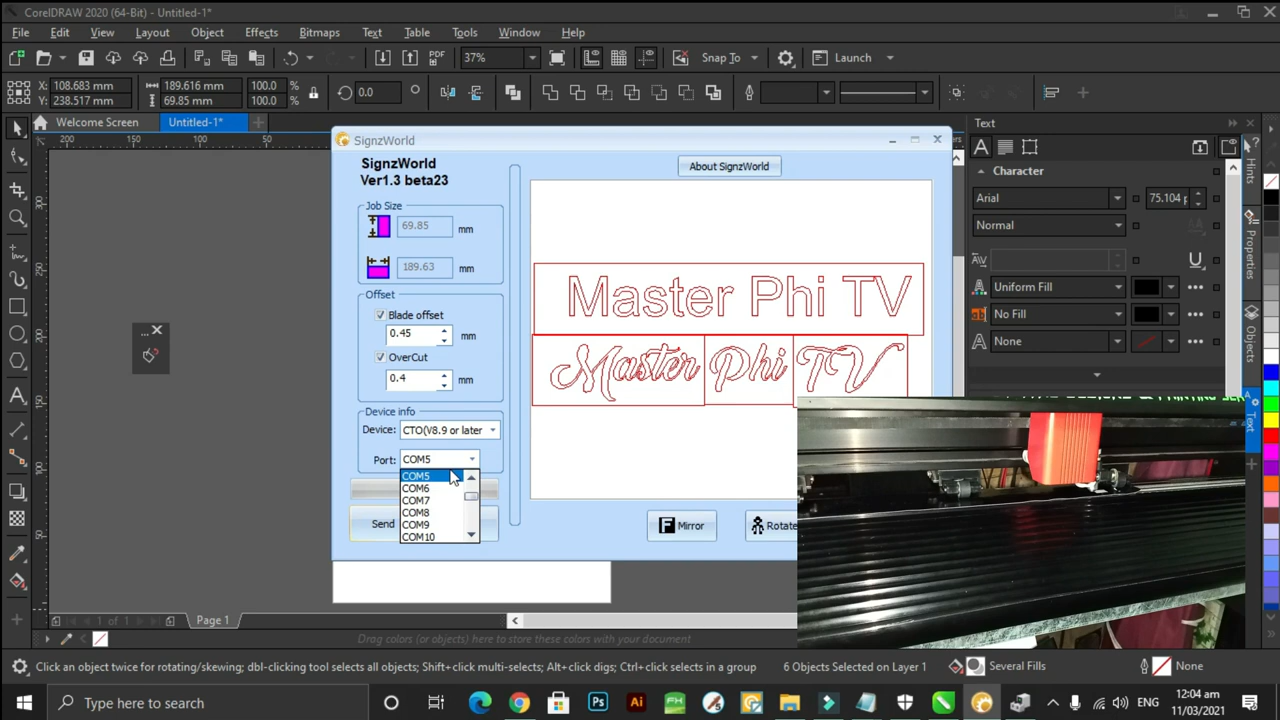 CorelDRAW 2020 (64-Bit) - Untitled-1*
File Edit View Layout Object Effects Bitmaps Text Table Tools Window Help
37% PDF Snap To Launch
X: 108.683 mm 189.616 mm 100.0 %
Y: 238.517 mm 69.85 mm 100.0 %
0.0
Welcome Screen Untitled-1*
200 50
SignzWorld
SignzWorld
Ver1.3 beta23
About SignzWorld
Job Size
69.85 mm
189.63 mm
Offset
Blade offset
0.45 mm
OverCut
0.4 mm
Device info
Device: CTO(V8.9 or later
Port: COM5
COM5
COM6
COM7
COM8
COM9
COM10
Send
Master Phi TV
Master Phi TV
Mirror
Rotate
Text
Character
Arial 75.104 p
Normal
Uniform Fill
No Fill
None
Hints
Properties
Objects
Text
1 of 1 Page 1
Drag colors (or objects) here to store these colors with your document
Click an object twice for rotating/skewing; dbl-clicking tool selects all objects; Shift+click multi-selects; Alt+click digs; Ctrl+click selects in a group 6 Objects Selected on Layer 1 Several Fills None
Type here to search
ENG
12:04 am
11/03/2021